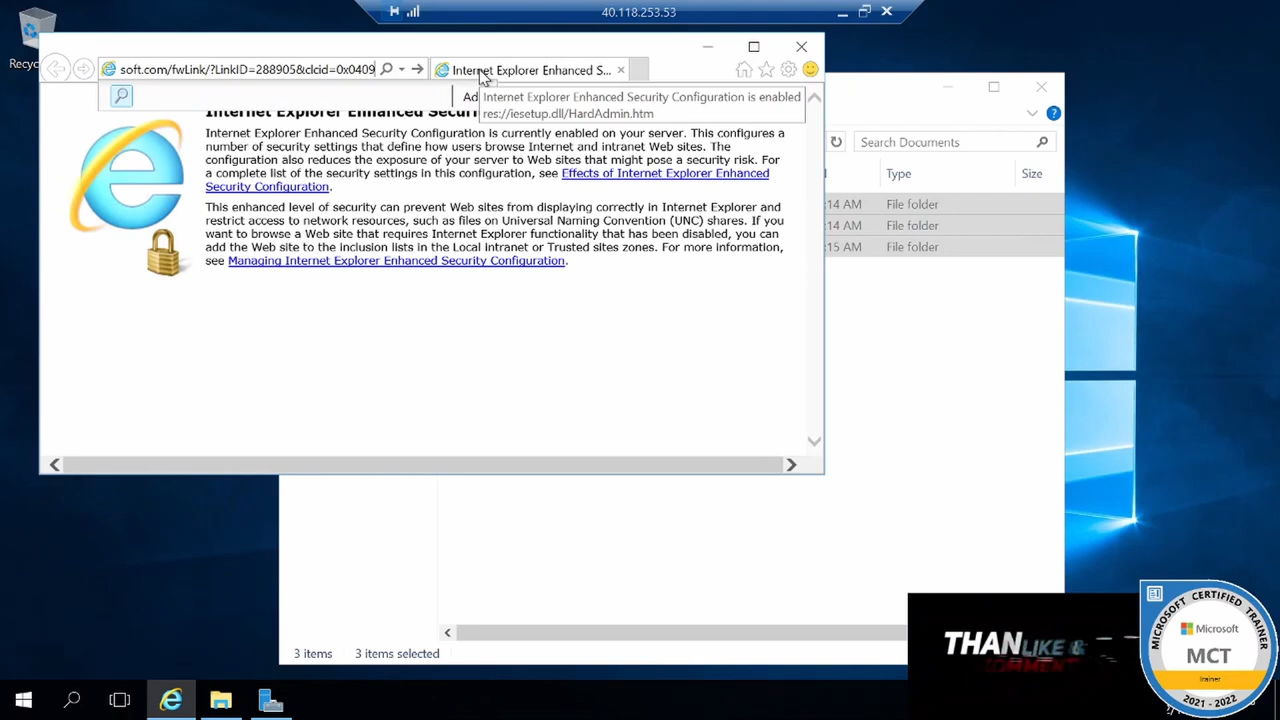 40.118.253.53
Recyc
soft.com/fwLink/?LinkID=288905&clcid=0x0409
Internet Explorer Enhanced S...
Ad
Internet Explorer Enhanced Security Configuration is enabled
res://iesetup.dll/HardAdmin.htm
Internet Explorer Enhanced Securi
Internet Explorer Enhanced Security Configuration is currently enabled on your server. This configures a
number of security settings that define how users browse Internet and intranet Web sites. The
configuration also reduces the exposure of your server to Web sites that might pose a security risk. For
a complete list of the security settings in this configuration, see Effects of Internet Explorer Enhanced
Security Configuration.
This enhanced level of security can prevent Web sites from displaying correctly in Internet Explorer and
restrict access to network resources, such as files on Universal Naming Convention (UNC) shares. If you
want to browse a Web site that requires Internet Explorer functionality that has been disabled, you can
add the Web site to the inclusion lists in the Local intranet or Trusted sites zones. For more information,
see Managing Internet Explorer Enhanced Security Configuration.
Search Documents
Type
Size
:14 AM
File folder
:14 AM
File folder
:15 AM
File folder
3 items
3 items selected
THAN
LIKE &
COMMENT
MICROSOFT CERTIFIED TRAINER
Microsoft
MCT
Trainer
2021 - 2022